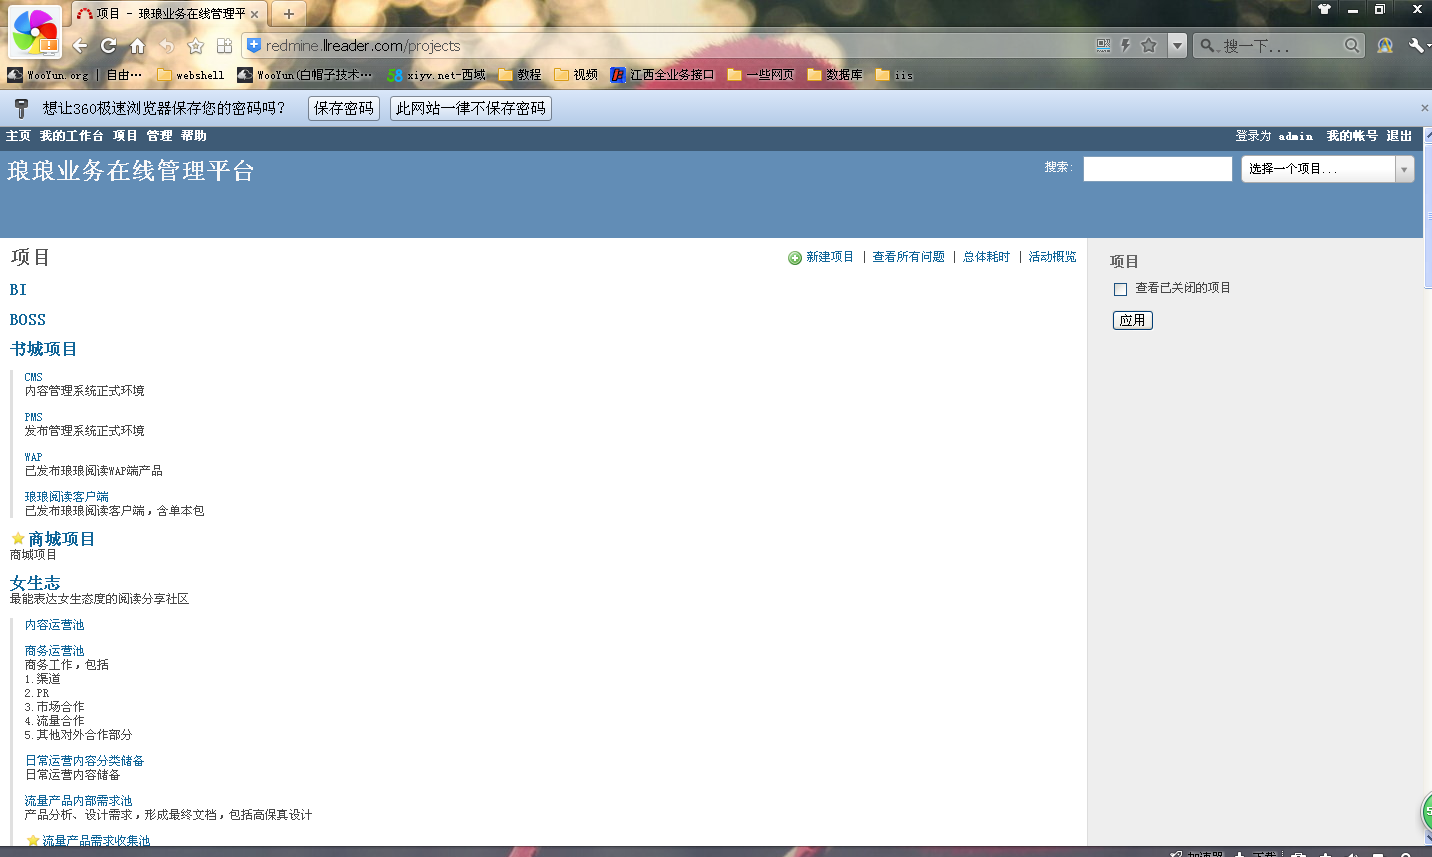 项目 - 琅琅业务在线管理平
redmine.llreader.com/projects
搜一下...
WooYun.org | 自由…
webshell
WooYun(白帽子技术…
58 xiyv.net-西域
教程
视频
江西全业务接口
一些网页
数据库
iis
想让360极速浏览器保存您的密码吗?
保存密码
此网站一律不保存密码
主页 我的工作台 项目 管理 帮助
登录为 admin 我的帐号 退出
琅琅业务在线管理平台
搜索:
选择一个项目...
项目
新建项目 | 查看所有问题 | 总体耗时 | 活动概览
项目
查看已关闭的项目
应用
BI
BOSS
书城项目
CMS
内容管理系统正式环境
PMS
发布管理系统正式环境
WAP
已发布琅琅阅读WAP端产品
琅琅阅读客户端
已发布琅琅阅读客户端，含单本包
商城项目
商城项目
女生志
最能表达女生态度的阅读分享社区
内容运营池
商务运营池
商务工作，包括
1.渠道
2.PR
3.市场合作
4.流量合作
5.其他对外合作部分
日常运营内容分类储备
日常运营内容储备
流量产品内部需求池
产品分析、设计需求，形成最终文档，包括高保真设计
流量产品需求收集池